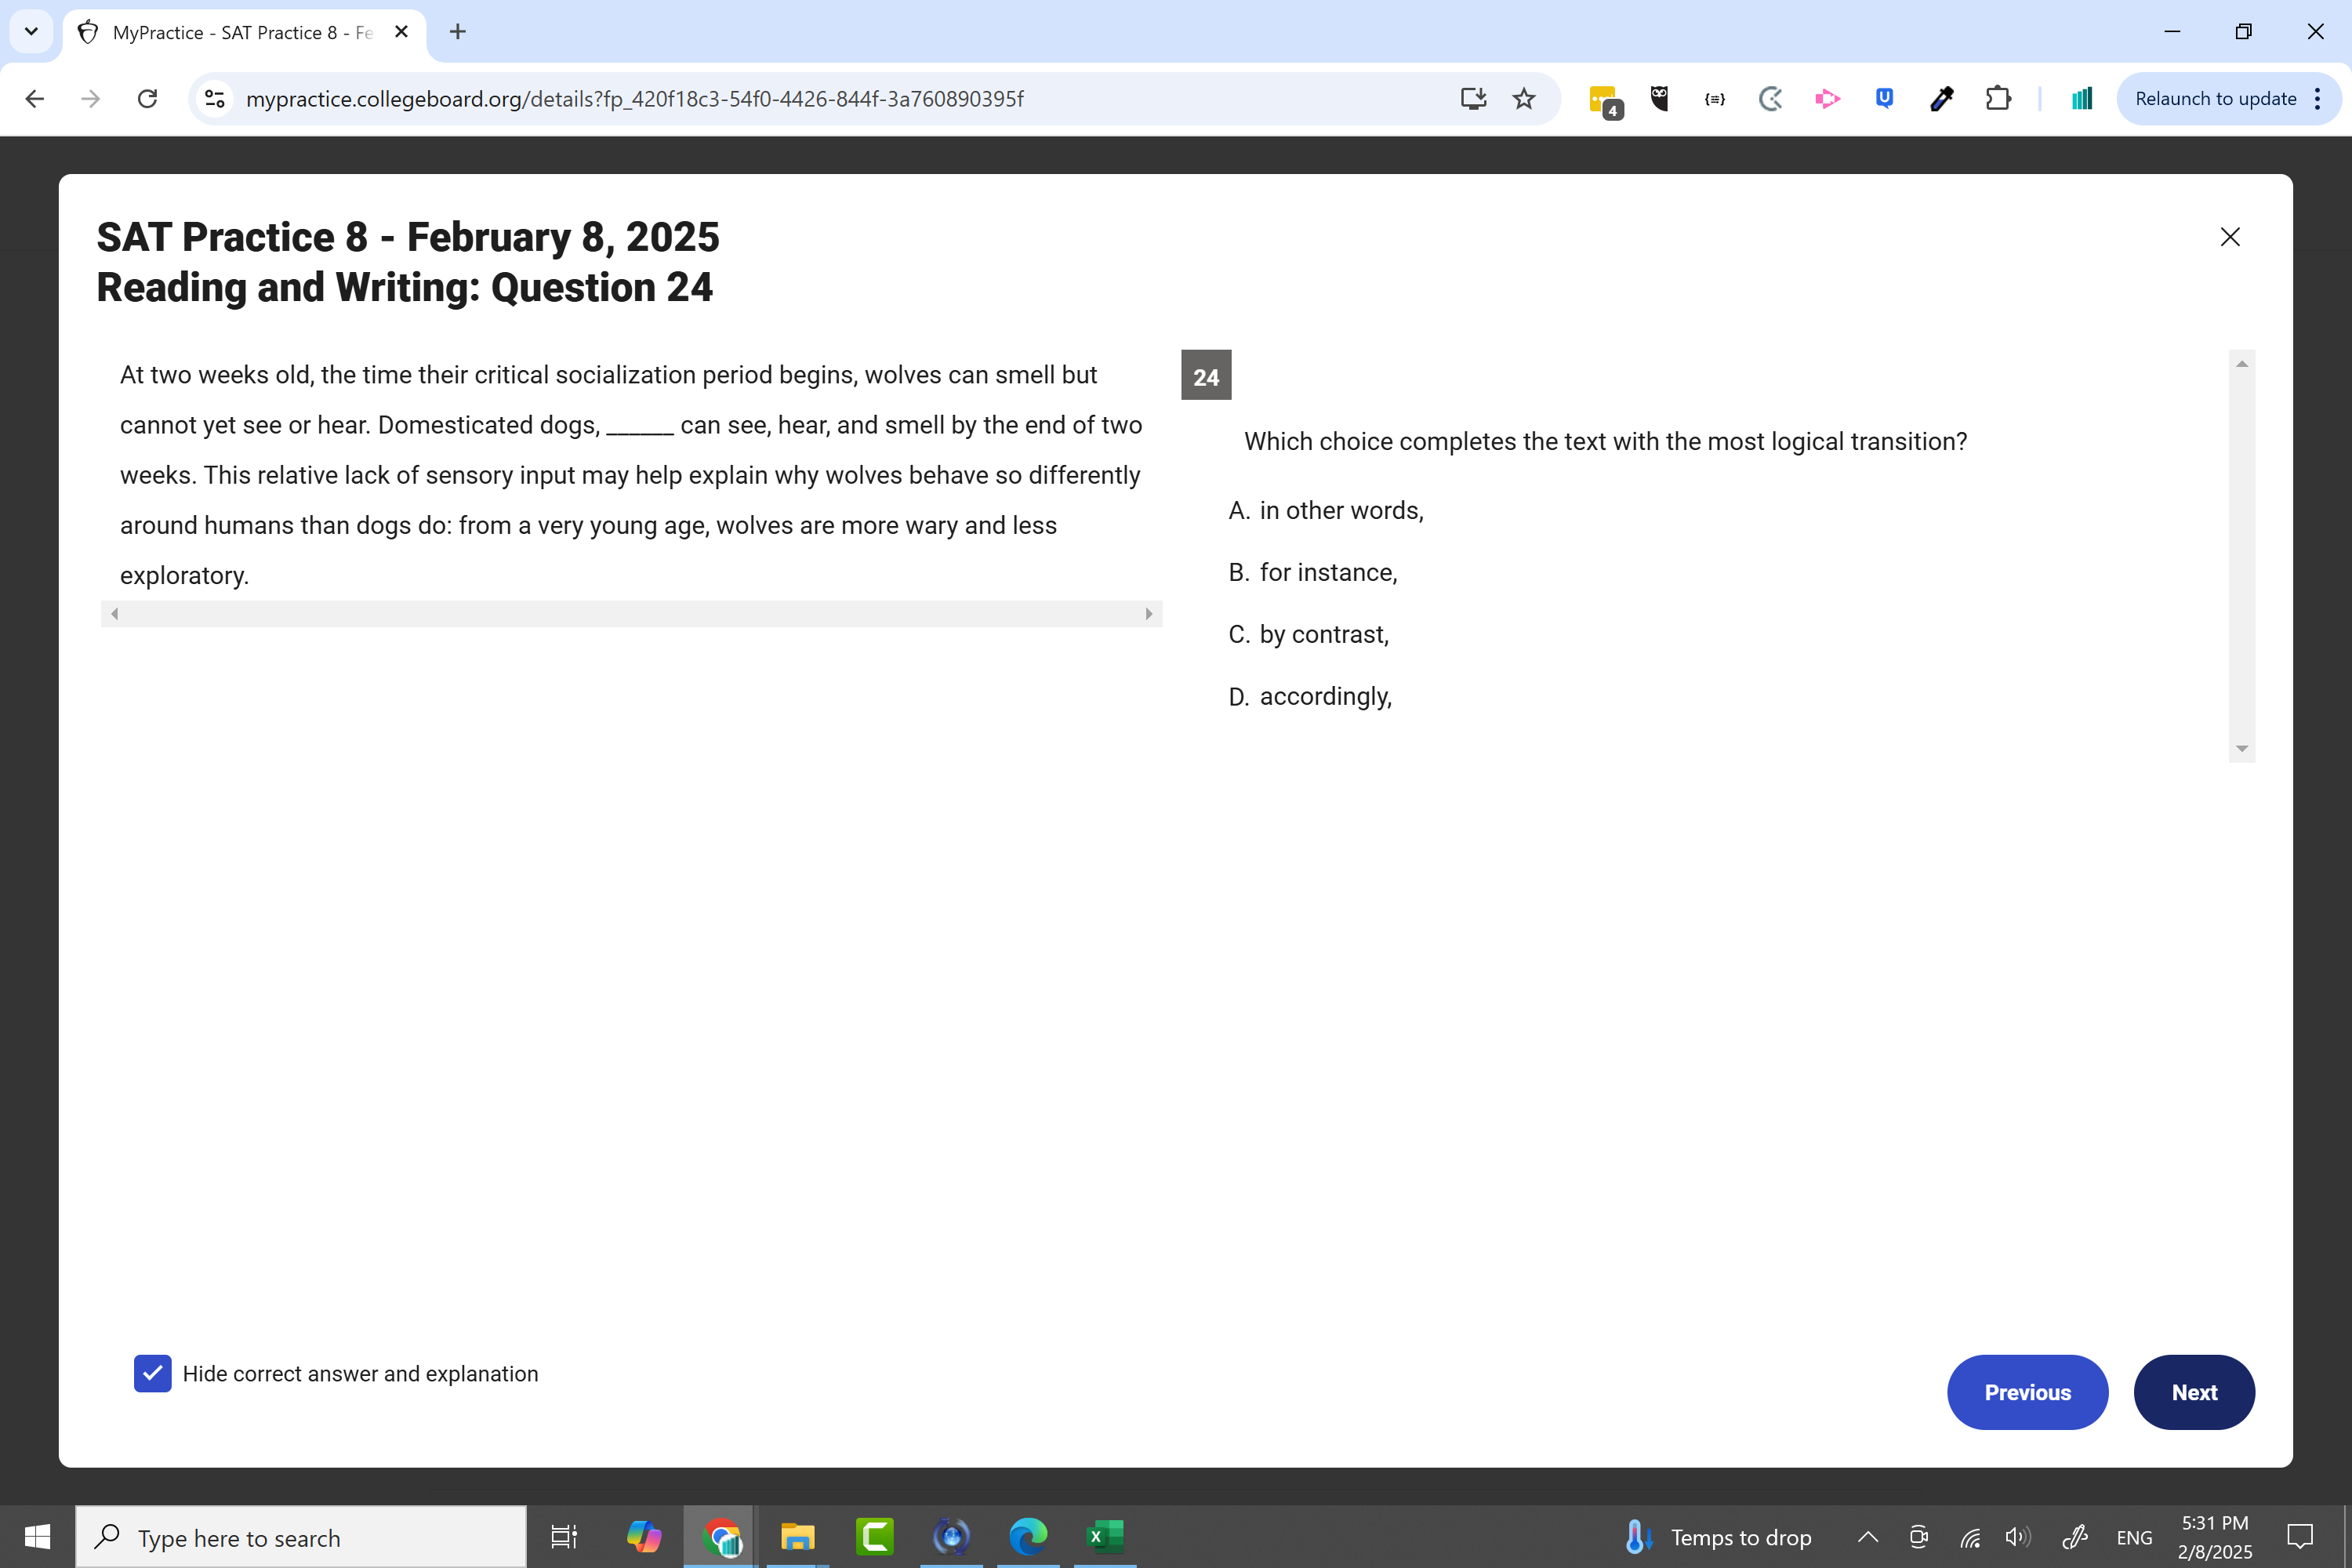 MyPractice - SAT Practice 8 - Fe
mypractice.collegeboard.org/details?fp_420f18c3-54f0-4426-844f-3a760890395f
4
Relaunch to update
SAT Practice 8 - February 8, 2025
Reading and Writing: Question 24
At two weeks old, the time their critical socialization period begins, wolves can smell but
cannot yet see or hear. Domesticated dogs, ______ can see, hear, and smell by the end of two
weeks. This relative lack of sensory input may help explain why wolves behave so differently
around humans than dogs do: from a very young age, wolves are more wary and less
exploratory.
24
Which choice completes the text with the most logical transition?
A. in other words,
B. for instance,
C. by contrast,
D. accordingly,
Hide correct answer and explanation
Previous
Next
Type here to search
Temps to drop
ENG
5:31 PM
2/8/2025